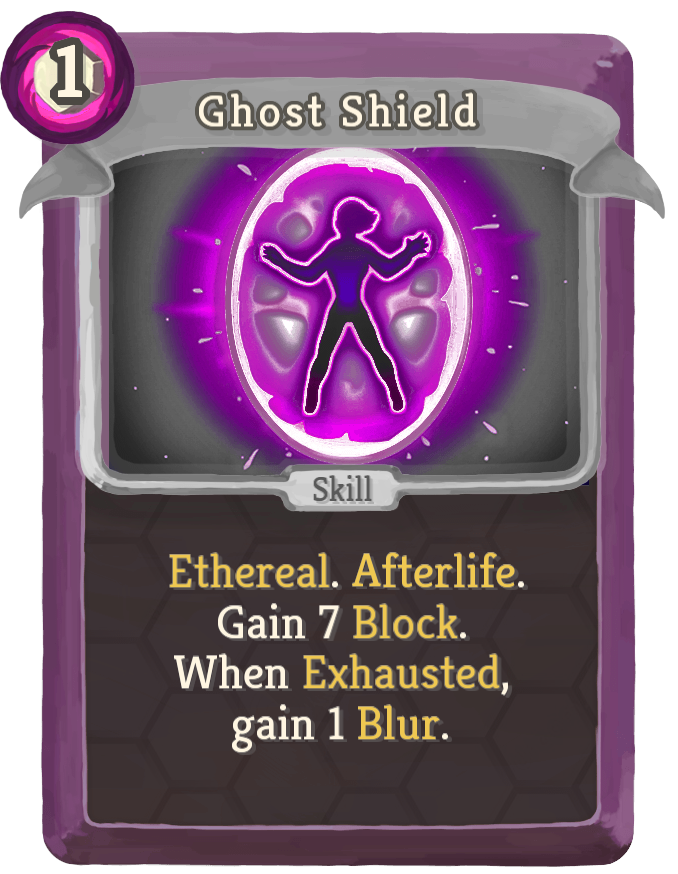 1
Ghost Shield
Skill
Ethereal. Afterlife.
Gain 7 Block.
When Exhausted,
gain 1 Blur.